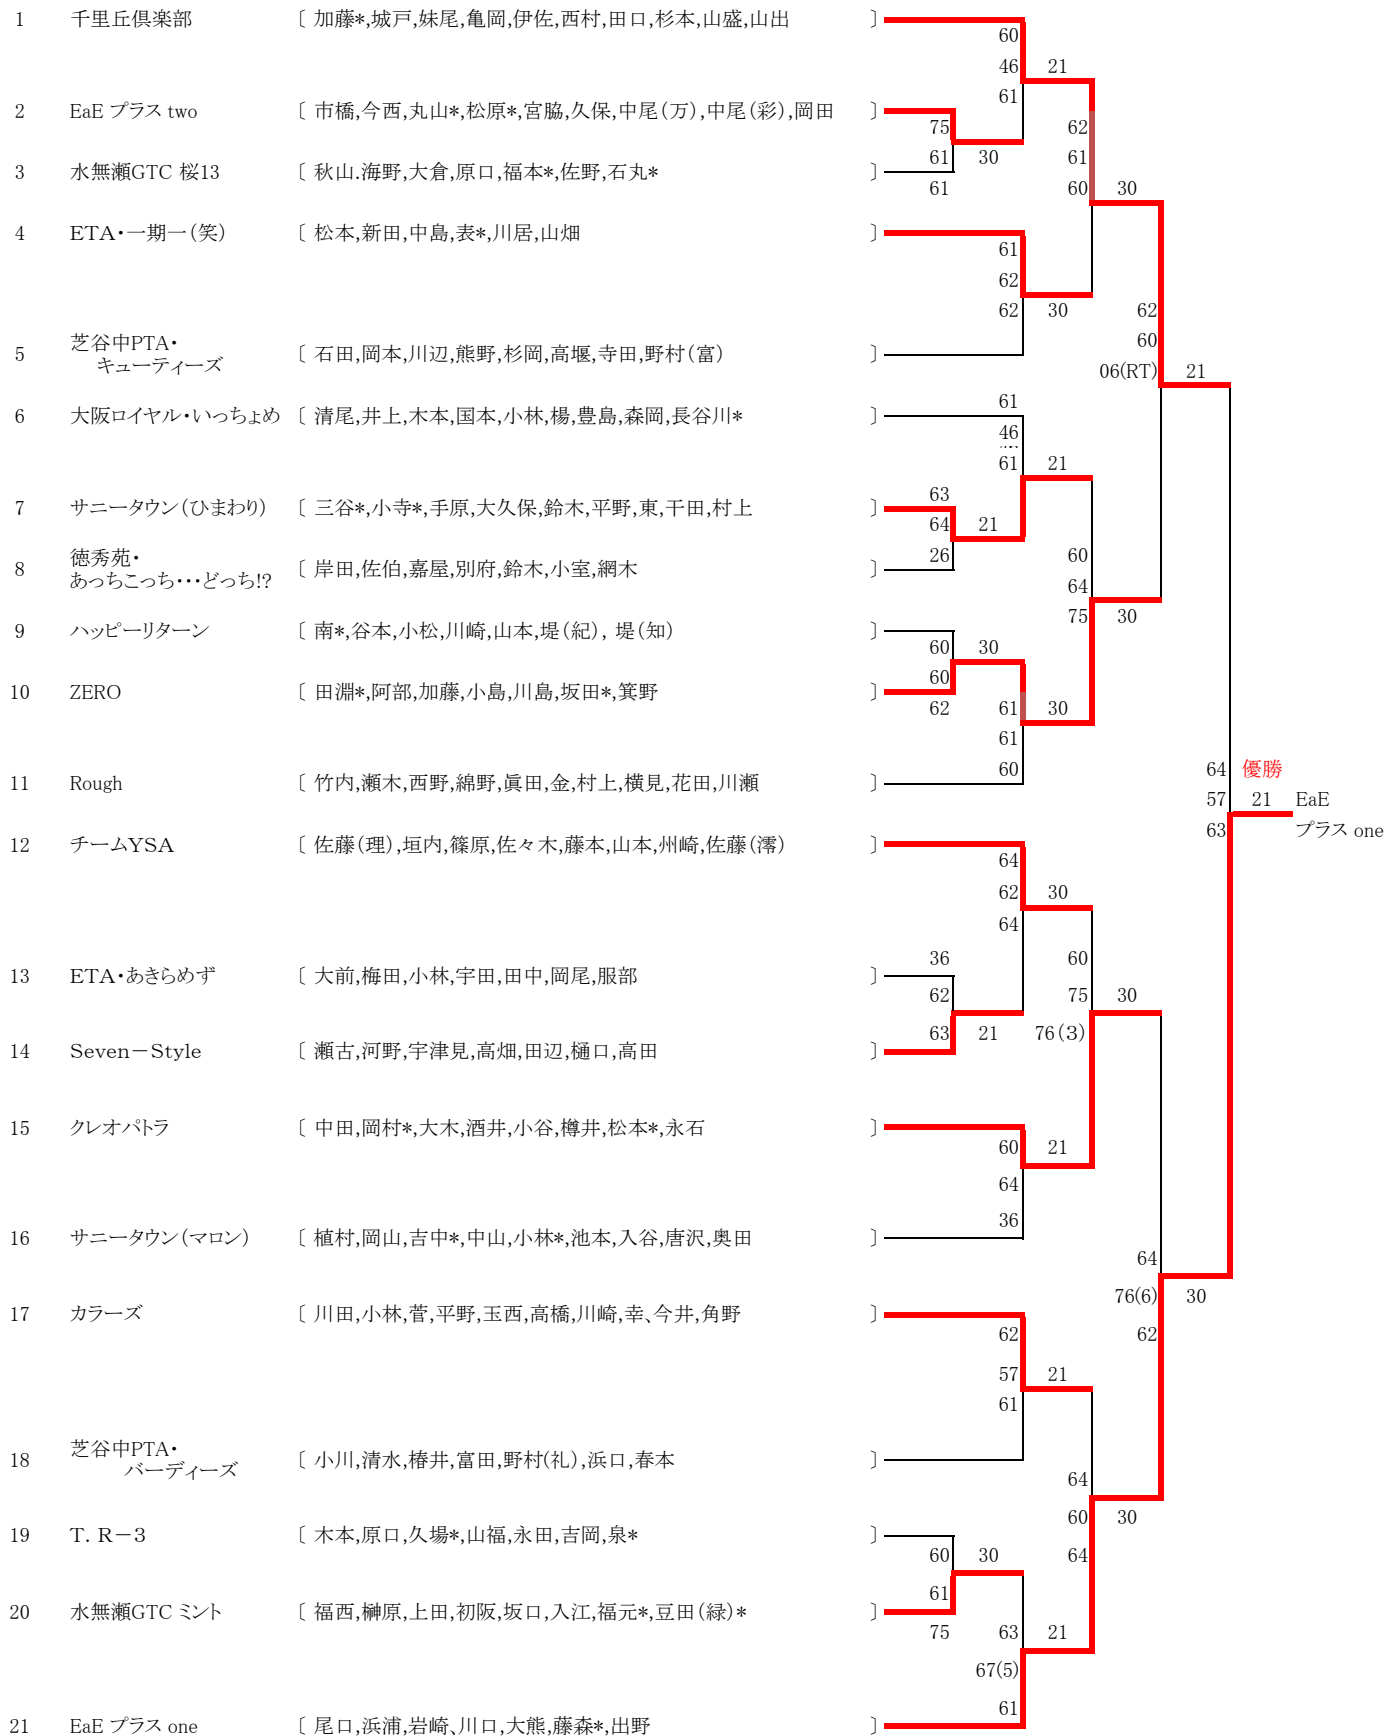 1 千里丘倶楽部 〔 加藤*,城戸,妹尾,亀岡,伊佐,西村,田口,杉本,山盛,山出 〕
60
46 21
61
2 EaE プラス two 〔 市橋,今西,丸山*,松原*,宮脇,久保,中尾(万),中尾(彩),岡田 〕
75 62
61 30 61
3 水無瀬GTC 桜13 〔 秋山.海野,大倉,原口,福本*,佐野,石丸* 〕
61 60 30
4 ETA・一期一(笑) 〔 松本,新田,中島,表*,川居,山畑 〕
61
62
62 30 62
60
5 芝谷中PTA・
キューティーズ 〔 石田,岡本,川辺,熊野,杉岡,高堰,寺田,野村(富) 〕
06(RT) 21
6 大阪ロイヤル・いっちょめ 〔 清尾,井上,木本,国本,小林,楊,豊島,森岡,長谷川* 〕
61
46
61 21
7 サニータウン(ひまわり) 〔 三谷*,小寺*,手原,大久保,鈴木,平野,東,干田,村上 〕
63
64 21
26 60
8 徳秀苑・
あっちこっち・・・どっち!? 〔 岸田,佐伯,嘉屋,別府,鈴木,小室,網木 〕
64
75 30
9 ハッピーリターン 〔 南*,谷本,小松,川崎,山本,堤(紀), 堤(知) 〕
60 30
60
10 ZERO 〔 田淵*,阿部,加藤,小島,川島,坂田*,箕野 〕
62 61 30
61
60
11 Rough 〔 竹内,瀬木,西野,綿野,眞田,金,村上,横見,花田,川瀬 〕
64 優勝
57 21 EaE
63 プラス one
12 チームYSA 〔 佐藤(理),垣内,篠原,佐々木,藤本,山本,州崎,佐藤(澪) 〕
64
62 30
64
36 60
13 ETA・あきらめず 〔 大前,梅田,小林,宇田,田中,岡尾,服部 〕
62 75 30
63 21 76(3)
14 Seven-Style 〔 瀬古,河野,宇津見,高畑,田辺,樋口,高田 〕
15 クレオパトラ 〔 中田,岡村*,大木,酒井,小谷,樽井,松本*,永石 〕
60 21
64
36
16 サニータウン(マロン) 〔 植村,岡山,吉中*,中山,小林*,池本,入谷,唐沢,奥田 〕
64
76(6) 30
62
17 カラーズ 〔 川田,小林,菅,平野,玉西,高橋,川崎,幸、今井,角野 〕
62
57 21
61
18 芝谷中PTA・
バーディーズ 〔 小川,清水,椿井,富田,野村(礼),浜口,春本 〕
64
60 30
19 T. R-3 〔 木本,原口,久場*,山福,永田,吉岡,泉* 〕
60 30 64
61
20 水無瀬GTC ミント 〔 福西,榊原,上田,初阪,坂口,入江,福元*,豆田(緑)* 〕
75 63 21
67(5)
61
21 EaE プラス one 〔 尾口,浜浦,岩崎、川口,大熊,藤森*,出野 〕